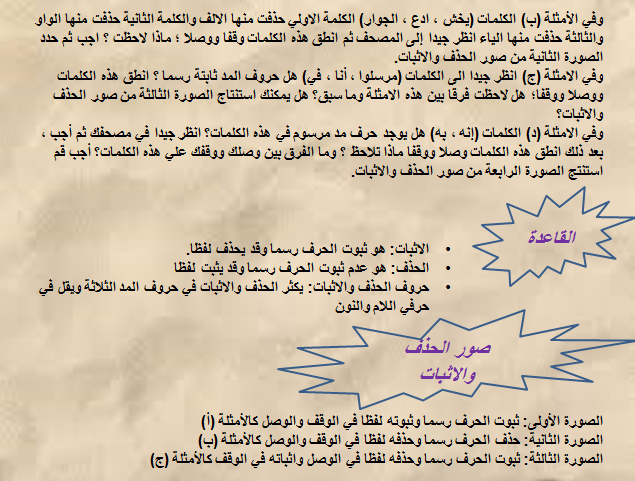 وفي الأمثلة (ب) الكلمات (يخش ، ادع ، الجوار) الكلمة الاولي حذفت منها الالف والكلمة الثانية حذفت منها الواو
والثالثة حذفت منها الياء انظر جيدا إلى المصحف ثم انطق هذه الكلمات وقفا ووصلا ؛ ماذا لاحظت ؟ اجب ثم حدد
الصورة الثانية من صور الحذف والاثبات.
وفي الامثلة (ج) انظر جيدا الى الكلمات (مرسلوا ، أنا ، في) هل حروف المد ثابتة رسما ؟ انطق هذه الكلمات
ووصلا ووقفا؛ هل لاحظت فرقا بين هذه الامثلة وما سبق؟ هل يمكنك استنتاج الصورة الثالثة من صور الحذف
والاثبات؟
وفي الامثلة (د) الكلمات (إنه ، به) هل يوجد حرف مد مرسوم في هذه الكلمات؟ انظر جيدا في مصحفك ثم أجب ،
بعد ذلك انطق هذه الكلمات وصلا ووقفا ماذا تلاحظ ؟ وما الفرق بين وصلك ووقفك علي هذه الكلمات؟ أجب قم
استنتج الصورة الرابعة من صور الحذف والاثبات.
القاعدة
• الاثبات: هو ثبوت الحرف رسما وقد يحذف لفظا.
• الحذف: هو عدم ثبوت الحرف رسما وقد يثبت لفظا
• حروف الحذف والاثبات: يكثر الحذف والاثبات في حروف المد الثلاثة ويقل في
حرفي اللام والنون
صور الحذف
والاثبات
الصورة الأولي: ثبوت الحرف رسما وثبوته لفظا في الوقف والوصل كالأمثلة (أ)
الصورة الثانية: حذف الحرف رسما وحذفه لفظا في الوقف والوصل كالأمثلة (ب)
الصورة الثالثة: ثبوت الحرف رسما وحذفه لفظا في الوصل واثباته في الوقف كالأمثلة (ج)